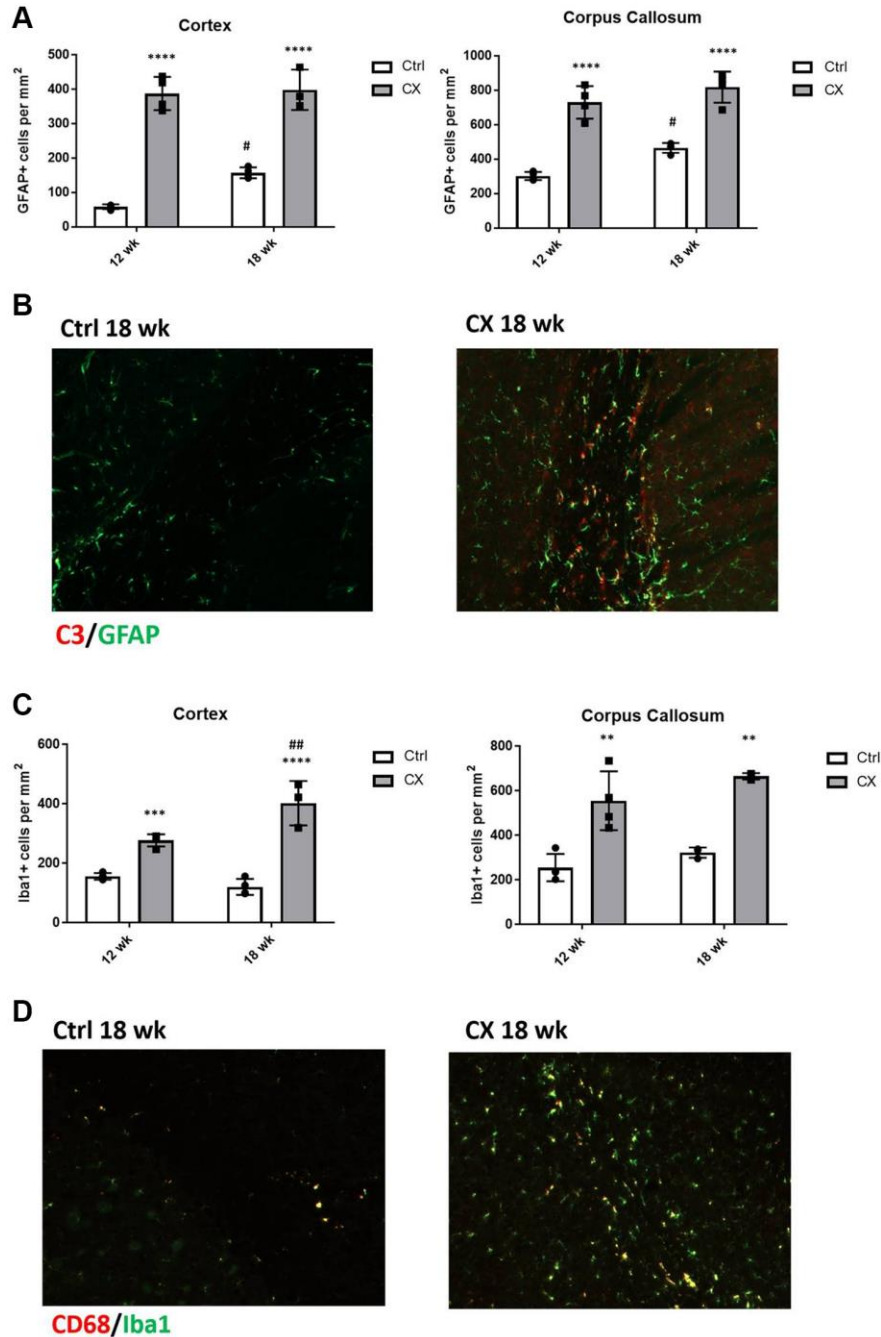 A
Cortex
GFAP+ cells per mm²
500
400
300
200
100
0
****
#
****
12 wk
18 wk
Ctrl
CX
Corpus Callosum
GFAP+ cells per mm²
1000
800
600
400
200
0
****
#
****
12 wk
18 wk
Ctrl
CX
B
Ctrl 18 wk
CX 18 wk
C3/GFAP
C
Cortex
Iba1+ cells per mm²
600
400
200
0
***
##
****
12 wk
18 wk
Ctrl
CX
Corpus Callosum
Iba1+ cells per mm²
800
600
400
200
0
**
**
12 wk
18 wk
Ctrl
CX
D
Ctrl 18 wk
CX 18 wk
CD68/Iba1